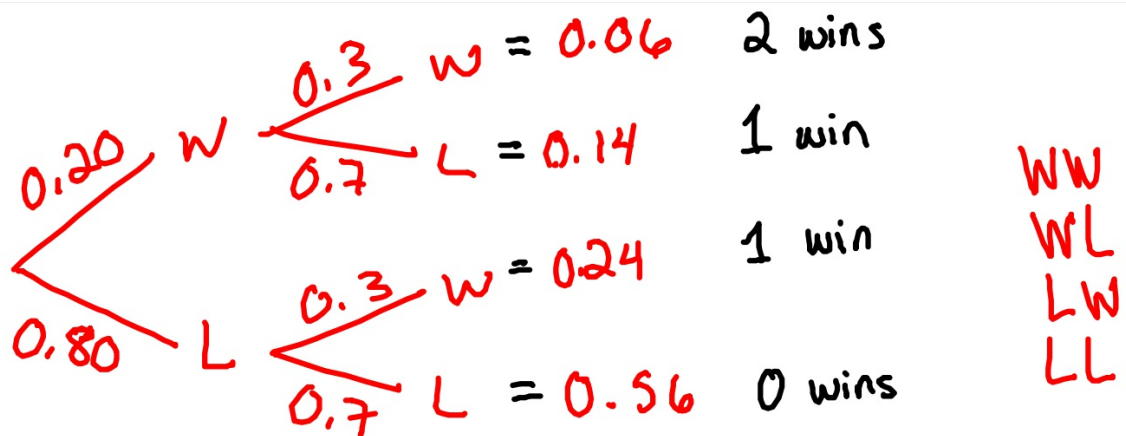 0.3 W = 0.06 2 wins
0.20 W
0.7 L = 0.14 1 win
0.3 W = 0.24 1 win
0.80 L
0.7 L = 0.56 0 wins
WW
WL
LW
LL